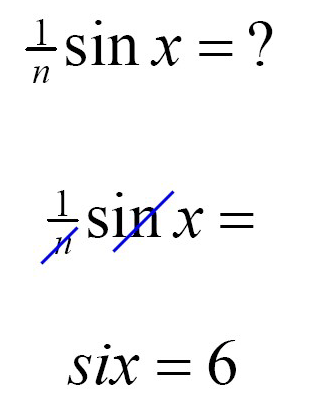 1/n sin x = ?
1/n sin x =
six = 6